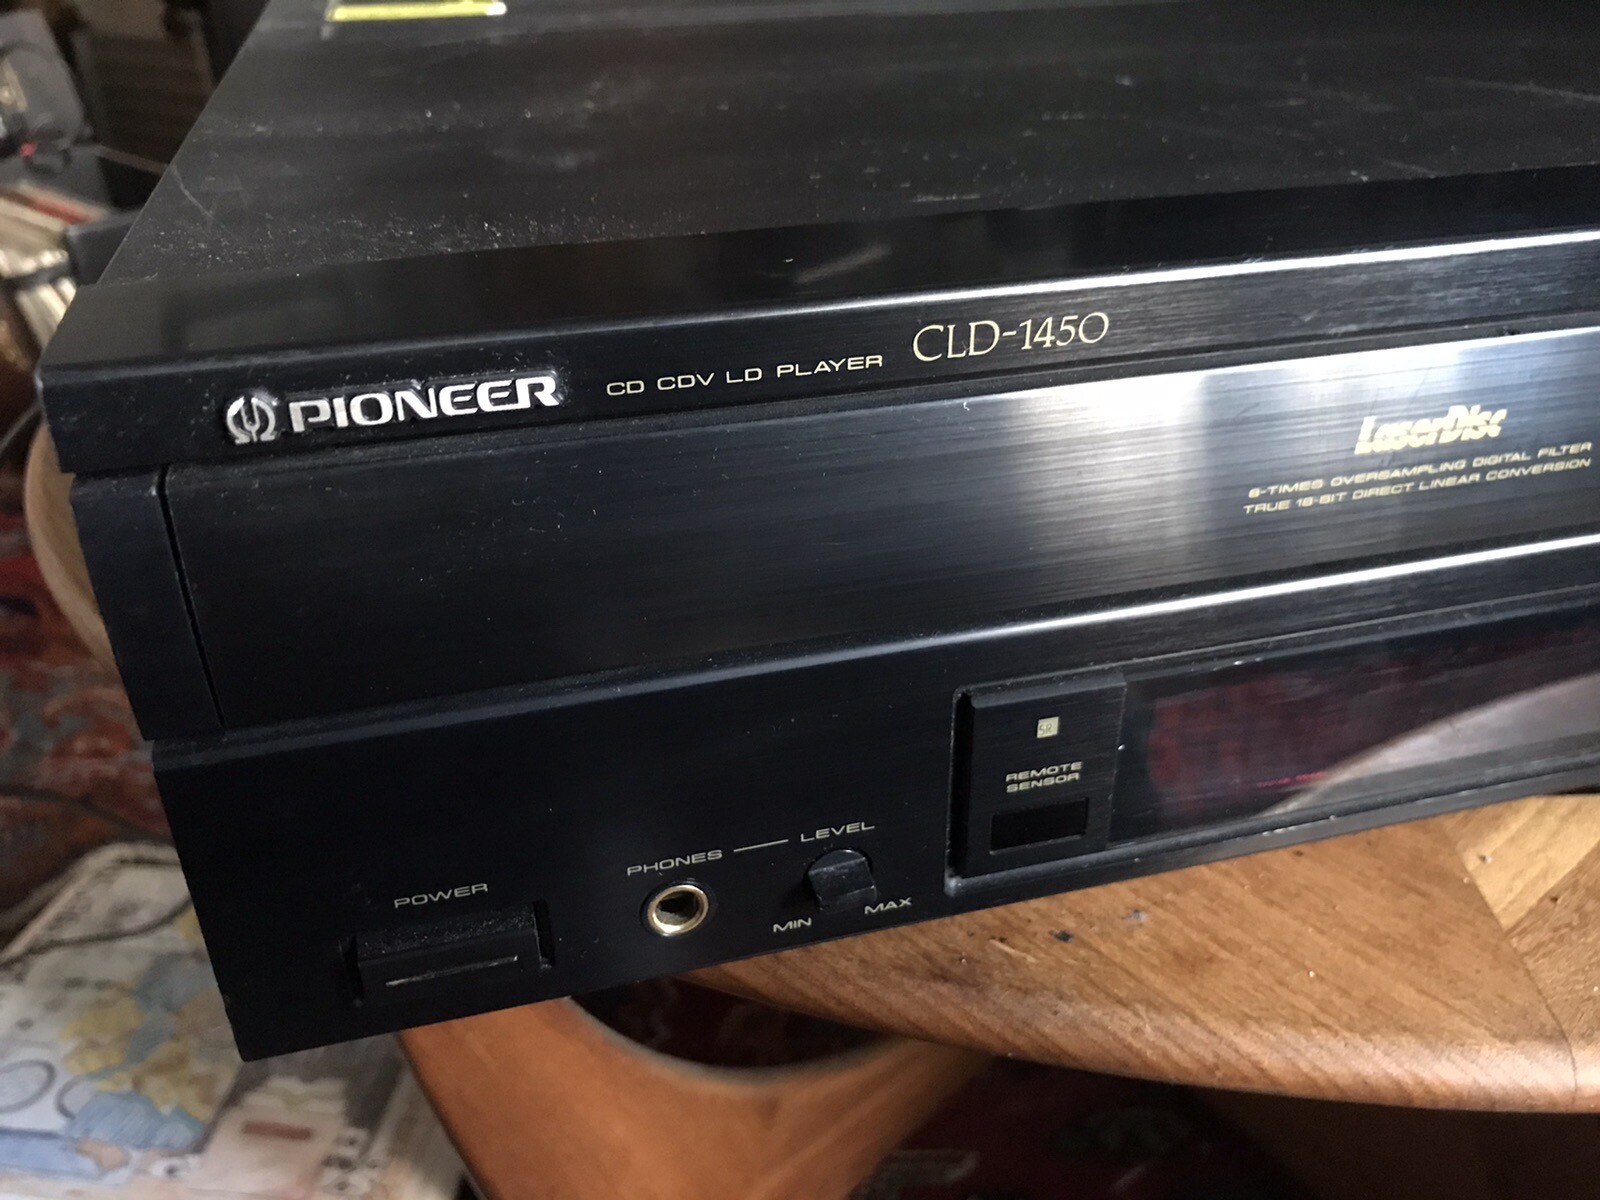 PIONEER
CD CDV LD PLAYER CLD-1450
LaserDisc
8-TIMES OVERSAMPLING DIGITAL FILTER
TRUE 18-BIT DIRECT LINEAR CONVERSION
SR
REMOTE
SENSOR
LEVEL
PHONES
MIN MAX
POWER